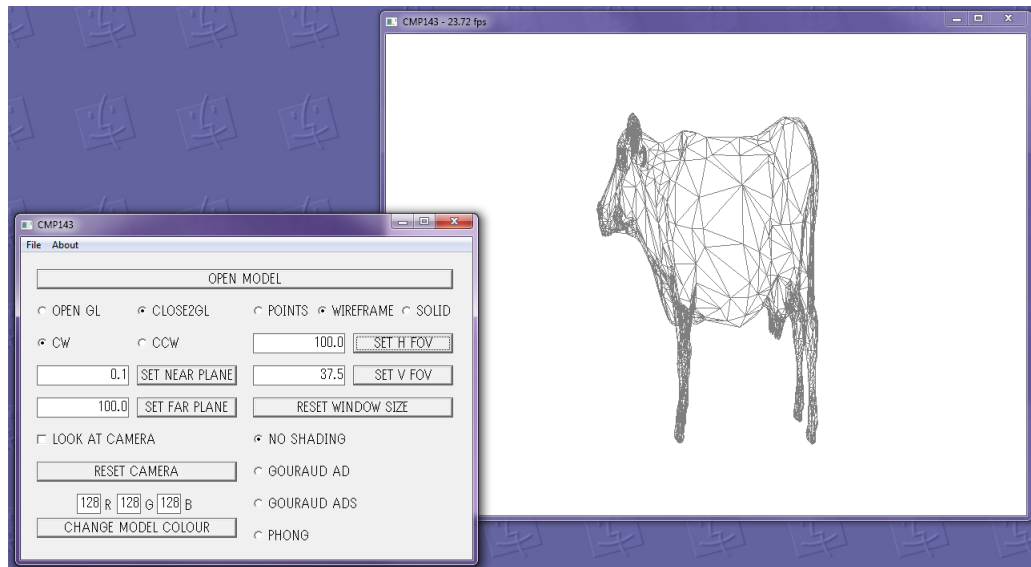 CMP143 - 23.72 fps
CMP143
File About
OPEN MODEL
OPEN GL CLOSE2GL POINTS WIREFRAME SOLID
CW CCW 100.0 SET H FOV
0.1 SET NEAR PLANE 37.5 SET V FOV
100.0 SET FAR PLANE RESET WINDOW SIZE
LOOK AT CAMERA NO SHADING
RESET CAMERA GOURAUD AD
128 R 128 G 128 B GOURAUD ADS
CHANGE MODEL COLOUR PHONG